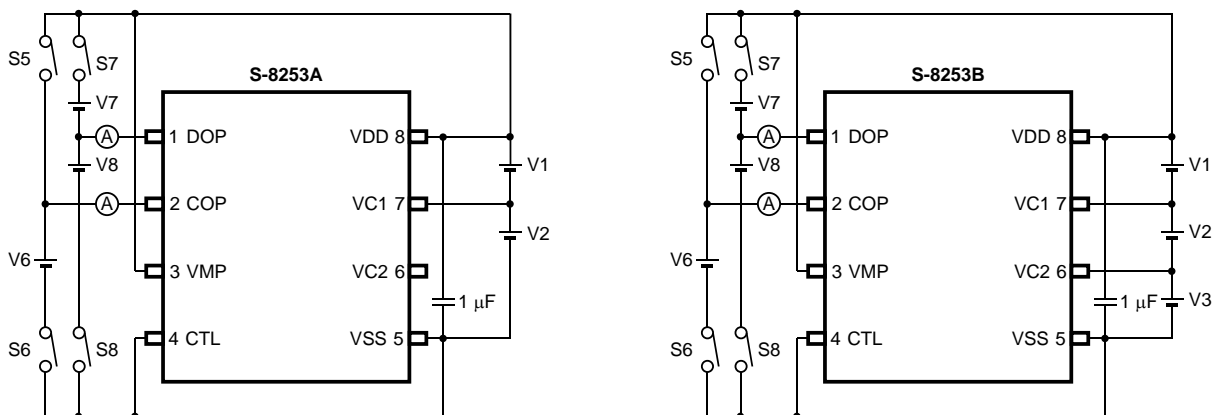 S-8253A
S5
S7
V7
A
1 DOP
VDD 8
V1
V8
A
2 COP
VC1 7
V2
V6
3 VMP
VC2 6
1 μF
S6
S8
4 CTL
VSS 5
S-8253B
S5
S7
V7
A
1 DOP
VDD 8
V1
V8
A
2 COP
VC1 7
V2
V6
3 VMP
VC2 6
1 μF
V3
S6
S8
4 CTL
VSS 5